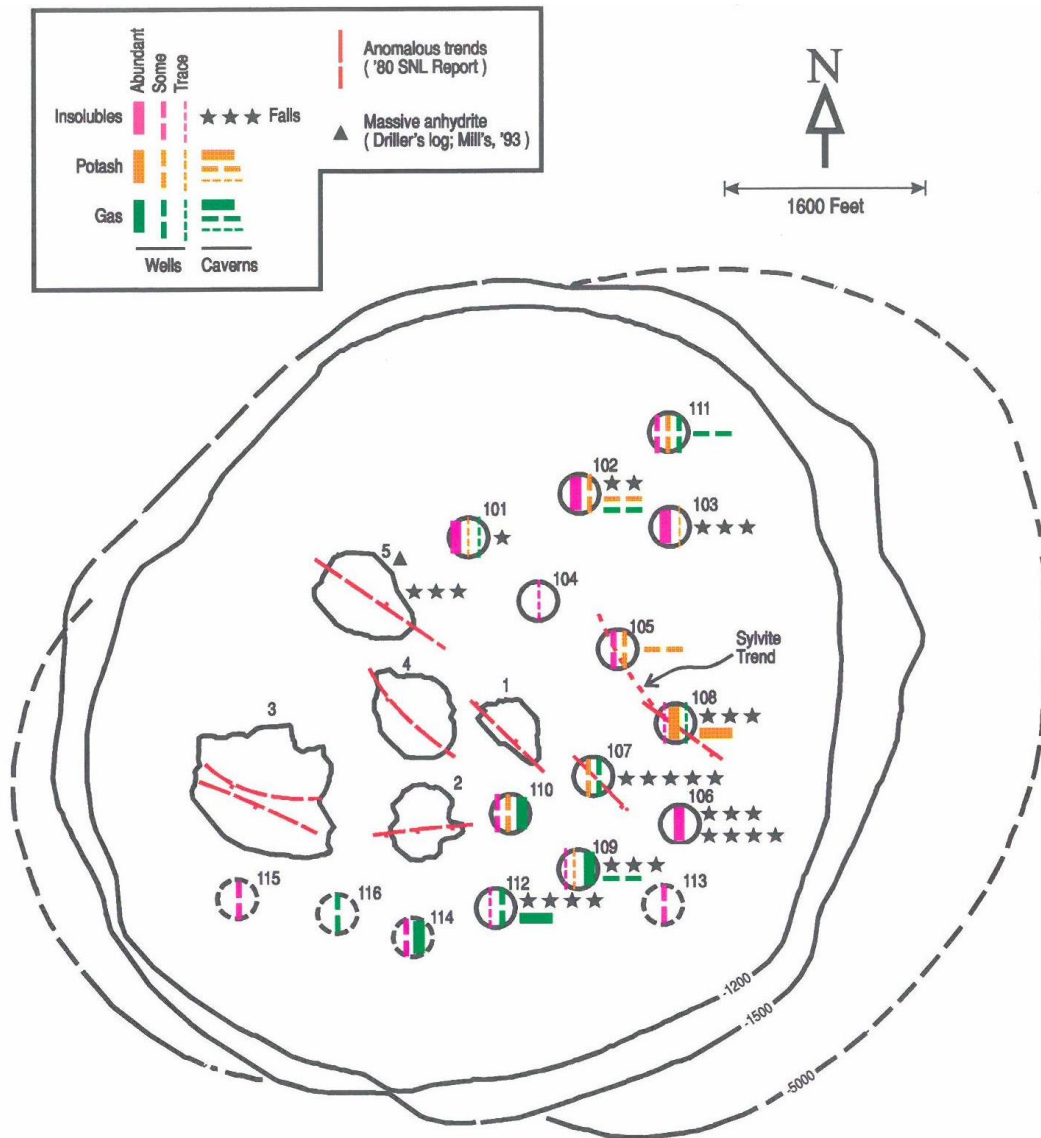 Abundant
Some
Trace
Insolubles
Falls
Potash
Gas
Wells
Caverns
Anomalous trends
( '80 SNL Report )
Massive anhydrite
( Driller's log; Mill's, '93 )
N
1600 Feet
111
102
103
101
5
104
105
Sylvite
Trend
4
1
108
3
107
2
110
106
109
115
116
114
112
113
-1200
-1500
-5000